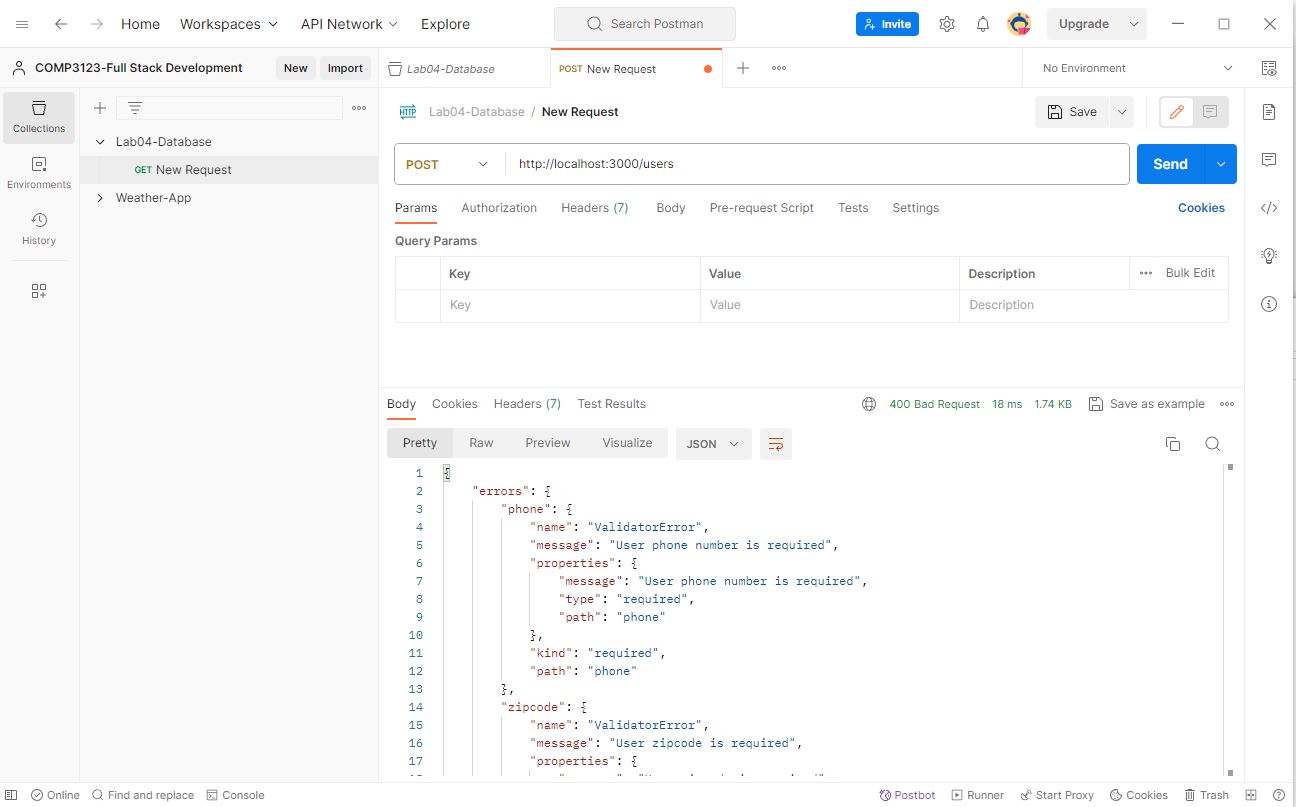 Home Workspaces API Network Explore Search Postman Invite Upgrade
COMP3123-Full Stack Development New Import Lab04-Database POST New Request No Environment
Collections
Environments
History
Lab04-Database
GET New Request
Weather-App
HTTP Lab04-Database / New Request Save
POST http://localhost:3000/users Send
Params Authorization Headers (7) Body Pre-request Script Tests Settings Cookies
Query Params
Key Value Description Bulk Edit
Key Value Description
Body Cookies Headers (7) Test Results 400 Bad Request 18 ms 1.74 KB Save as example
Pretty Raw Preview Visualize JSON
1 {
2 "errors": {
3 "phone": {
4 "name": "ValidatorError",
5 "message": "User phone number is required",
6 "properties": {
7 "message": "User phone number is required",
8 "type": "required",
9 "path": "phone"
10 },
11 "kind": "required",
12 "path": "phone"
13 },
14 "zipcode": {
15 "name": "ValidatorError",
16 "message": "User zipcode is required",
17 "properties": {
Online Find and replace Console Postbot Runner Start Proxy Cookies Trash